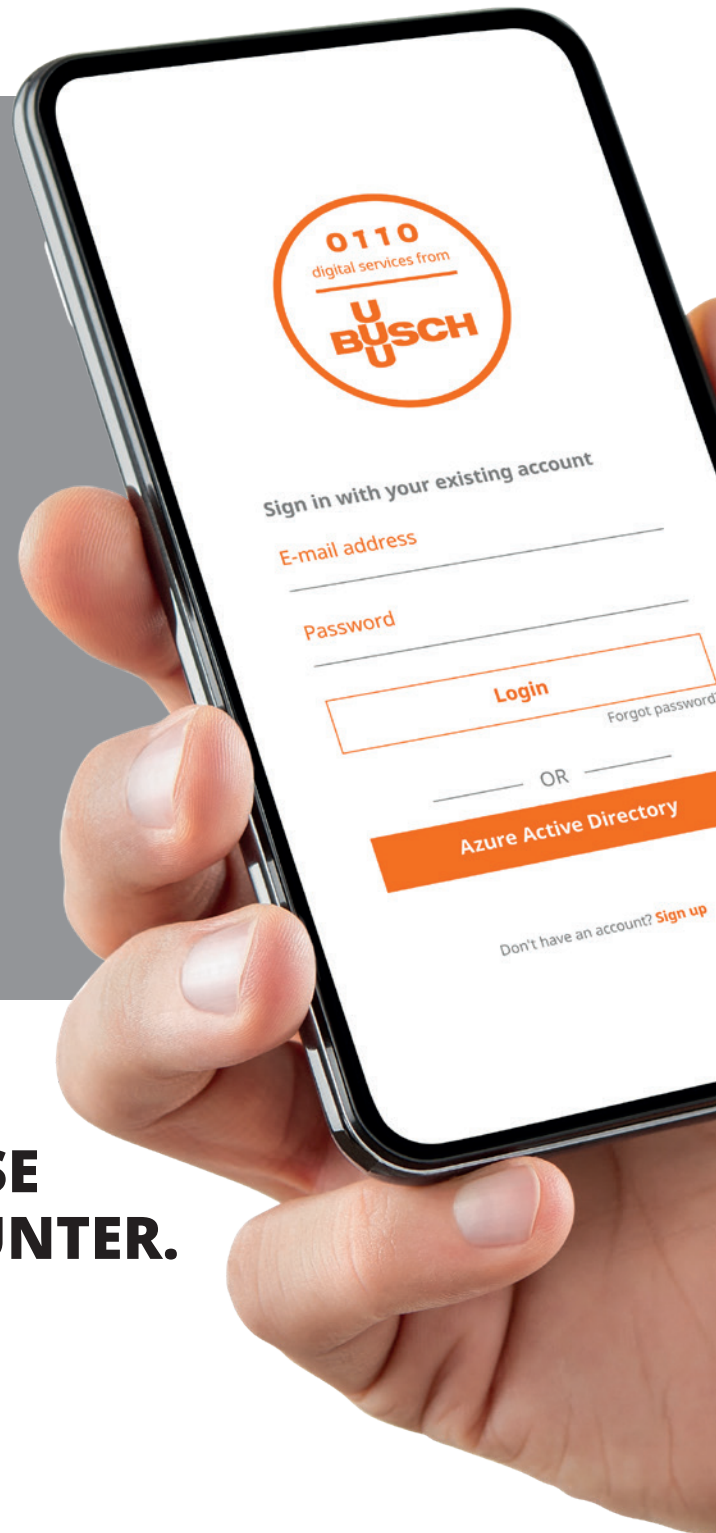 0110
digital services from
BUSCH
Sign in with your existing account
E-mail address
Password
Login
Forgot password?
OR
Azure Active Directory
Don't have an account? Sign up
SE
UNTER.